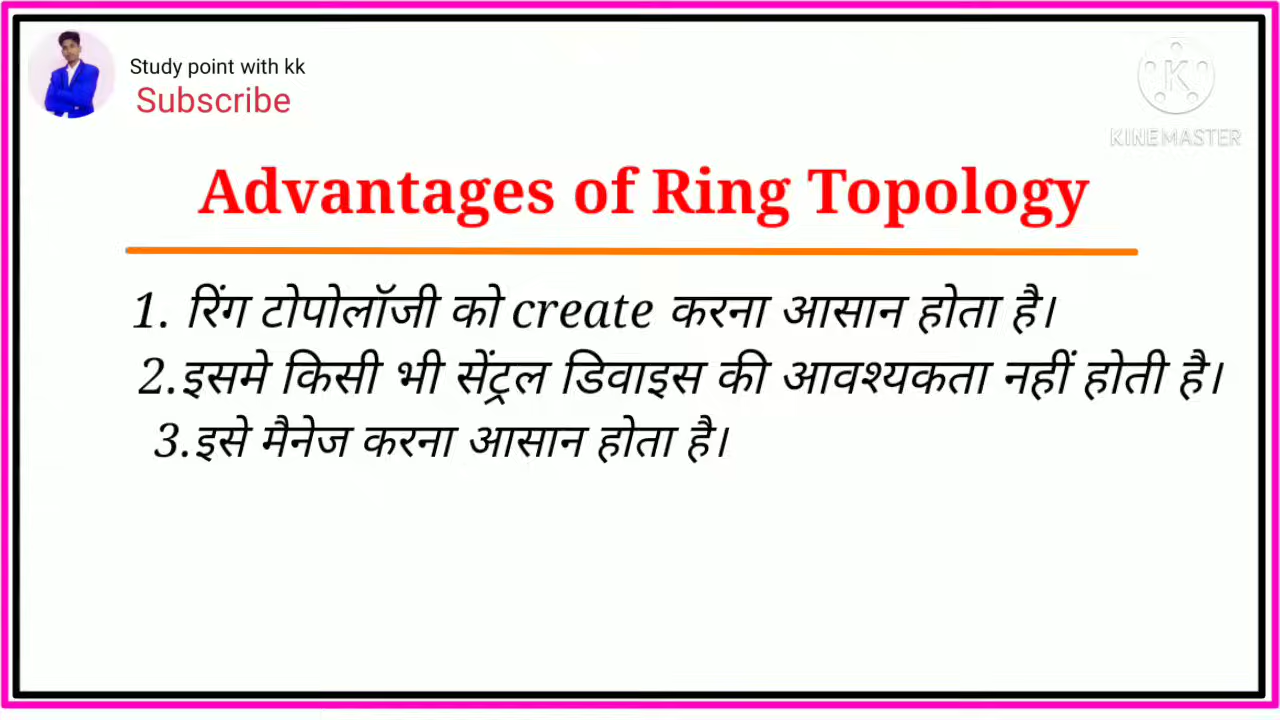 Study point with kk
Subscribe
K
KINEMASTER
Advantages of Ring Topology
1. रिंग टोपोलॉजी को create करना आसान होता है।
2.इसमे किसी भी सेंट्रल डिवाइस की आवश्यकता नहीं होती है।
3.इसे मैनेज करना आसान होता है।